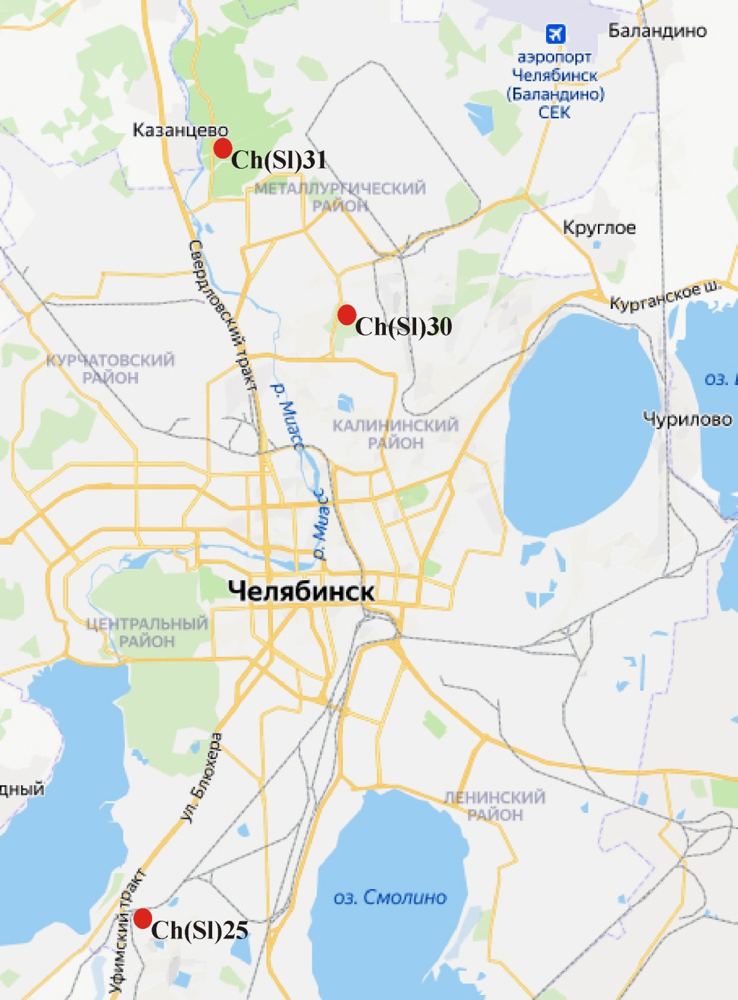 Баландино
аэропорт
Челябинск
(Баландино)
СЕК
Казанцево
Ch(Sl)31
МЕТАЛЛУРГИЧЕСКИЙ
РАЙОН
Круглое
Свердловский тракт
Курганское ш.
Ch(Sl)30
КУРЧАТОВСКИЙ
РАЙОН
оз.
р. Миасс
Чурилово
КАЛИНИНСКИЙ
РАЙОН
р. Миасс
Челябинск
ЦЕНТРАЛЬНЫЙ
РАЙОН
ул. Блюхера
дный
ЛЕНИНСКИЙ
РАЙОН
оз. Смолино
Уфимский тракт
Ch(Sl)25